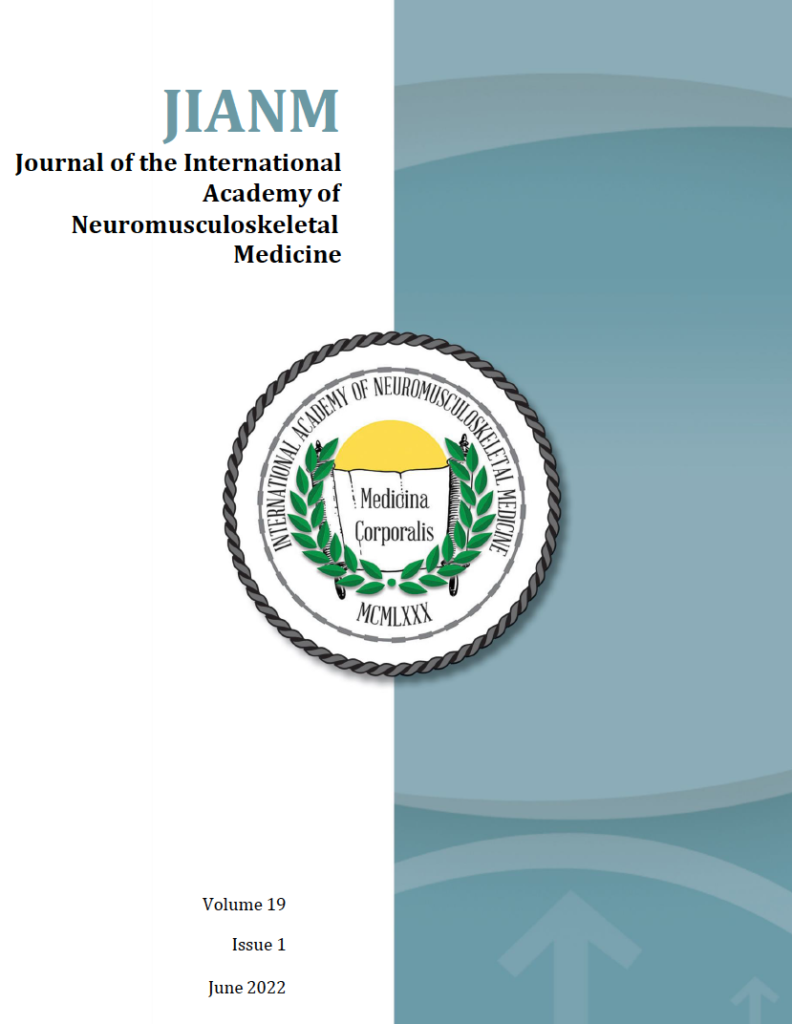 JIANM
Journal of the International
Academy of
Neuromusculoskeletal
Medicine
INTERNATIONAL ACADEMY OF NEUROMUSCULOSKELETAL MEDICINE
Medicina
Corporalis
MCMLXXX
Volume 19
Issue 1
June 2022